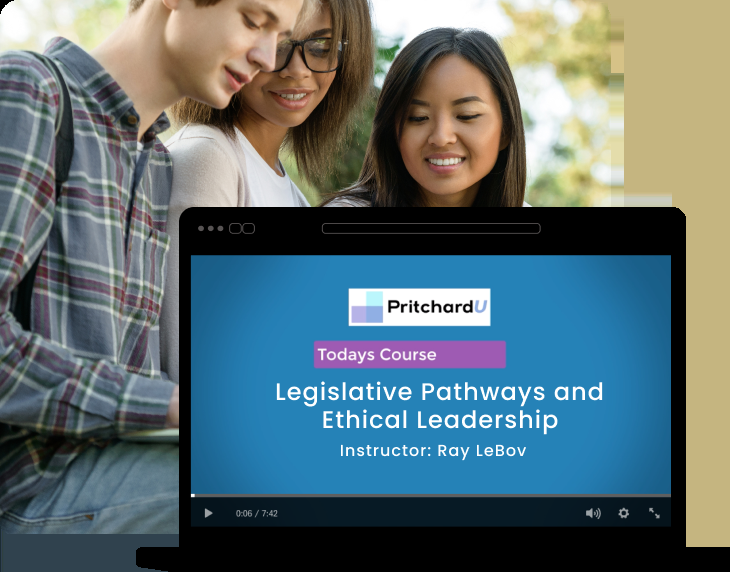 PritchardU
Todays Course
Legislative Pathways and
Ethical Leadership
Instructor: Ray LeBov
0:06 / 7:42